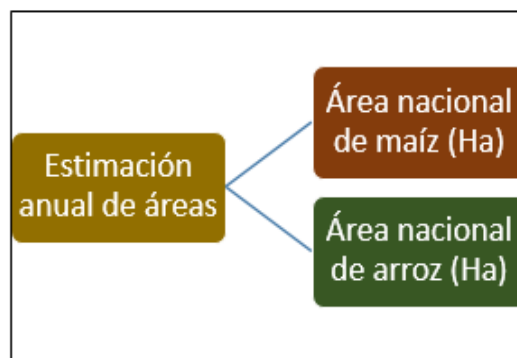 Estimación
anual de áreas
Área nacional
de maíz (Ha)
Área nacional
de arroz (Ha)